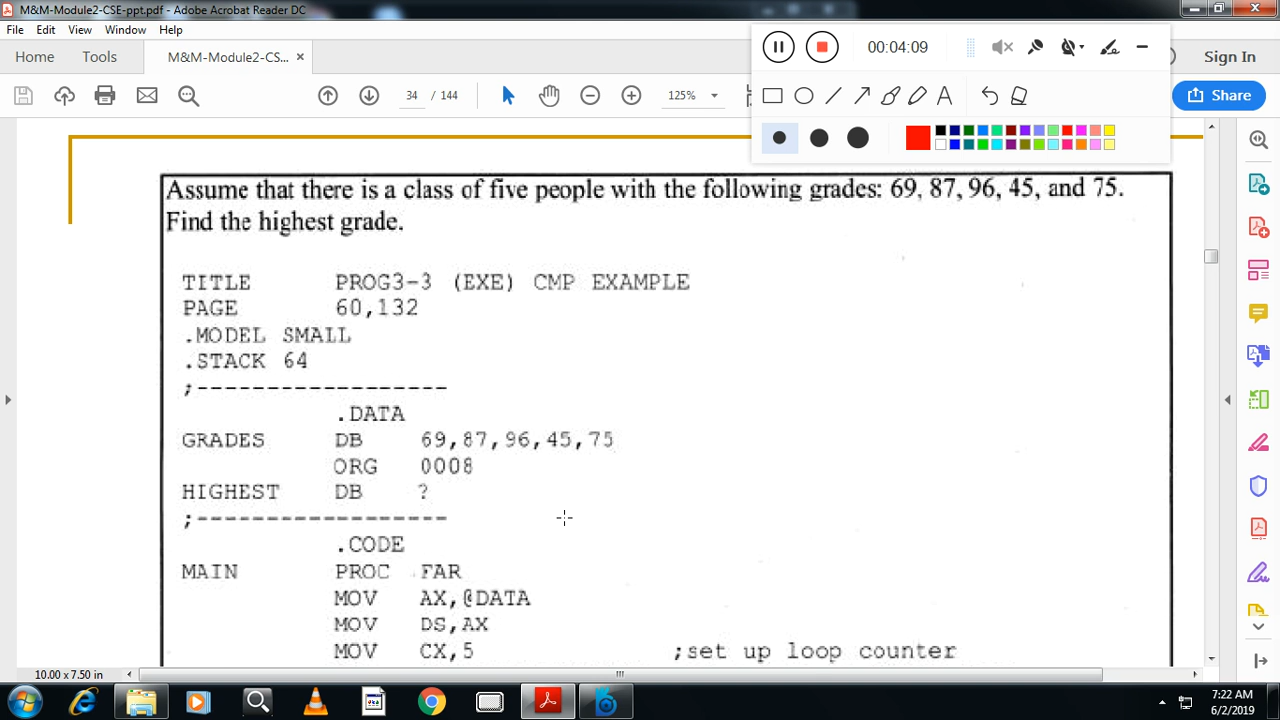 M&M-Module2-CSE-ppt.pdf - Adobe Acrobat Reader DC
File Edit View Window Help
Home Tools M&M-Module2-CS... ×
00:04:09
Sign In
34 / 144
125%
A
Share
Assume that there is a class of five people with the following grades: 69, 87, 96, 45, and 75.
Find the highest grade.
TITLE PROG3-3 (EXE) CMP EXAMPLE
PAGE 60,132
.MODEL SMALL
.STACK 64
;------------------
.DATA
GRADES DB 69,87,96,45,75
ORG 0008
HIGHEST DB ?
;------------------
.CODE
MAIN PROC FAR
MOV AX,@DATA
MOV DS,AX
MOV CX,5 ;set up loop counter
10.00 x 7.50 in
7:22 AM
6/2/2019